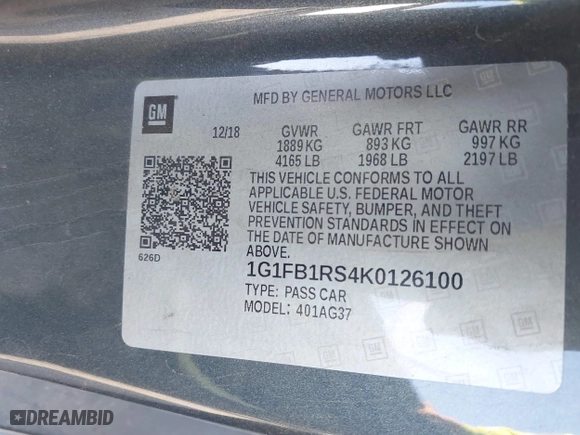 GM
MFD BY GENERAL MOTORS LLC
12/18 GVWR GAWR FRT GAWR RR
1889 KG 893 KG 997 KG
4165 LB 1968 LB 2197 LB
THIS VEHICLE CONFORMS TO ALL
APPLICABLE U.S. FEDERAL MOTOR
VEHICLE SAFETY, BUMPER, AND THEFT
PREVENTION STANDARDS IN EFFECT ON
THE DATE OF MANUFACTURE SHOWN
ABOVE.
626D
1G1FB1RS4K0126100
TYPE: PASS CAR
MODEL: 401AG37
DREAMBID